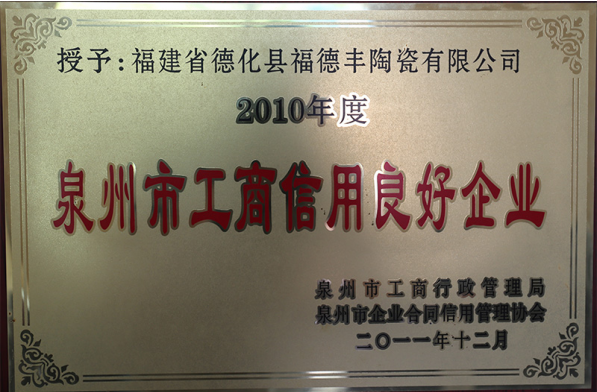 授予：福建省德化县福德丰陶瓷有限公司
2010年度
泉州市工商信用良好企业
泉州市工商行政管理局
泉州市企业合同信用管理协会
二〇一一年十二月